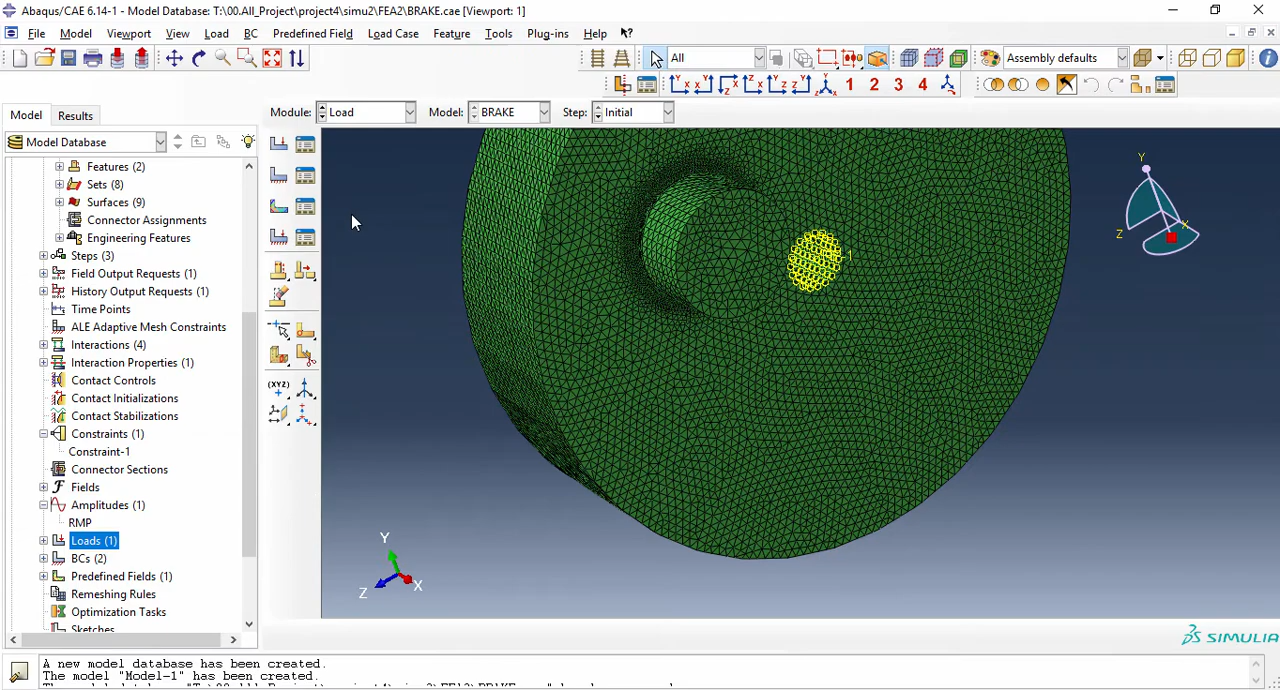 Abaqus/CAE 6.14-1 - Model Database: T:\00.All_Project\project4\simu2\FEA2\BRAKE.cae [Viewport: 1]
File Model Viewport View Load BC Predefined Field Load Case Feature Tools Plug-ins Help
All Assembly defaults
1 2 3 4
Model Results Module: Load Model: BRAKE Step: Initial
Model Database
Features (2)
Sets (8)
Surfaces (9)
Connector Assignments
Engineering Features
Steps (3)
Field Output Requests (1)
History Output Requests (1)
Time Points
ALE Adaptive Mesh Constraints
Interactions (4)
Interaction Properties (1)
Contact Controls
Contact Initializations
Contact Stabilizations
Constraints (1)
Constraint-1
Connector Sections
Fields
Amplitudes (1)
RMP
Loads (1)
BCs (2)
Predefined Fields (1)
Remeshing Rules
Optimization Tasks
Sketches
(XYZ)
Y
X
Z
-1
Y
Z
X
SIMULIA
A new model database has been created.
The model "Model-1" has been created.